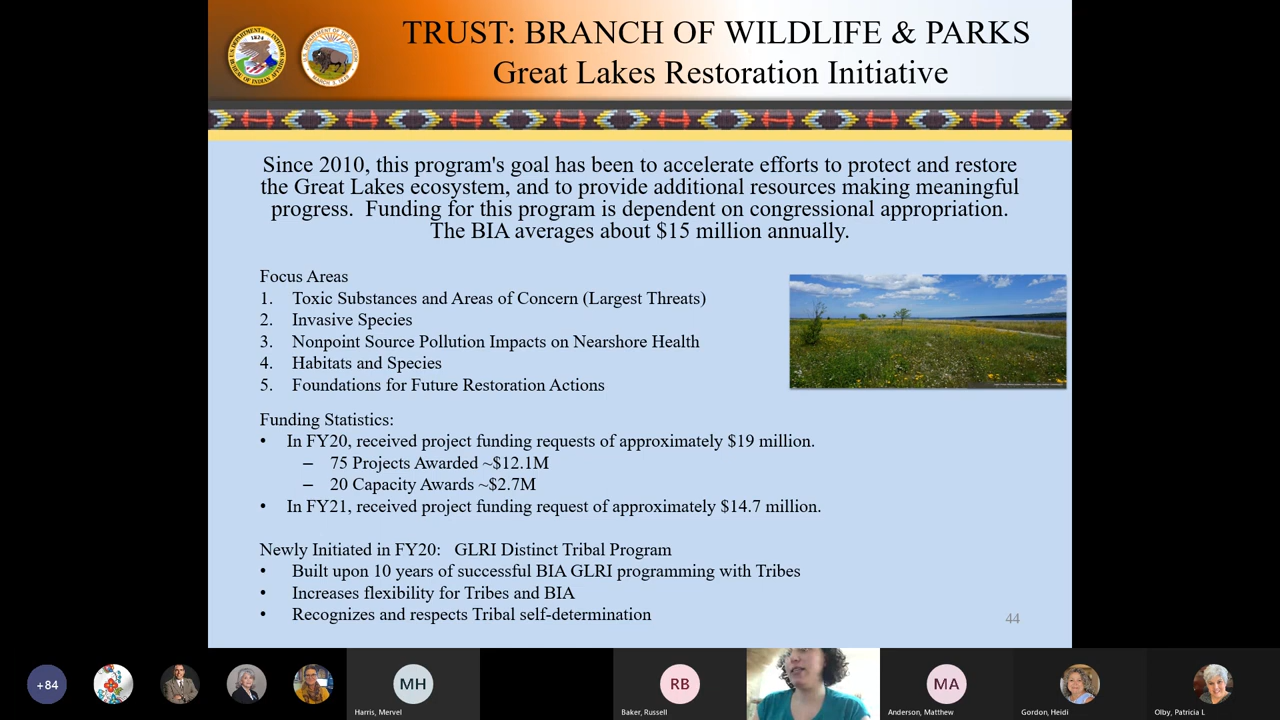 TRUST: BRANCH OF WILDLIFE & PARKS
Great Lakes Restoration Initiative
Since 2010, this program's goal has been to accelerate efforts to protect and restore
the Great Lakes ecosystem, and to provide additional resources making meaningful
progress. Funding for this program is dependent on congressional appropriation.
The BIA averages about $15 million annually.
Focus Areas
1. Toxic Substances and Areas of Concern (Largest Threats)
2. Invasive Species
3. Nonpoint Source Pollution Impacts on Nearshore Health
4. Habitats and Species
5. Foundations for Future Restoration Actions
Funding Statistics:
• In FY20, received project funding requests of approximately $19 million.
– 75 Projects Awarded ~$12.1M
– 20 Capacity Awards ~$2.7M
• In FY21, received project funding request of approximately $14.7 million.
Newly Initiated in FY20: GLRI Distinct Tribal Program
• Built upon 10 years of successful BIA GLRI programming with Tribes
• Increases flexibility for Tribes and BIA
• Recognizes and respects Tribal self-determination
44
+84
MH
Harris, Mervel
RB
Baker, Russell
MA
Anderson, Matthew
Gordon, Heidi
Olby, Patricia L